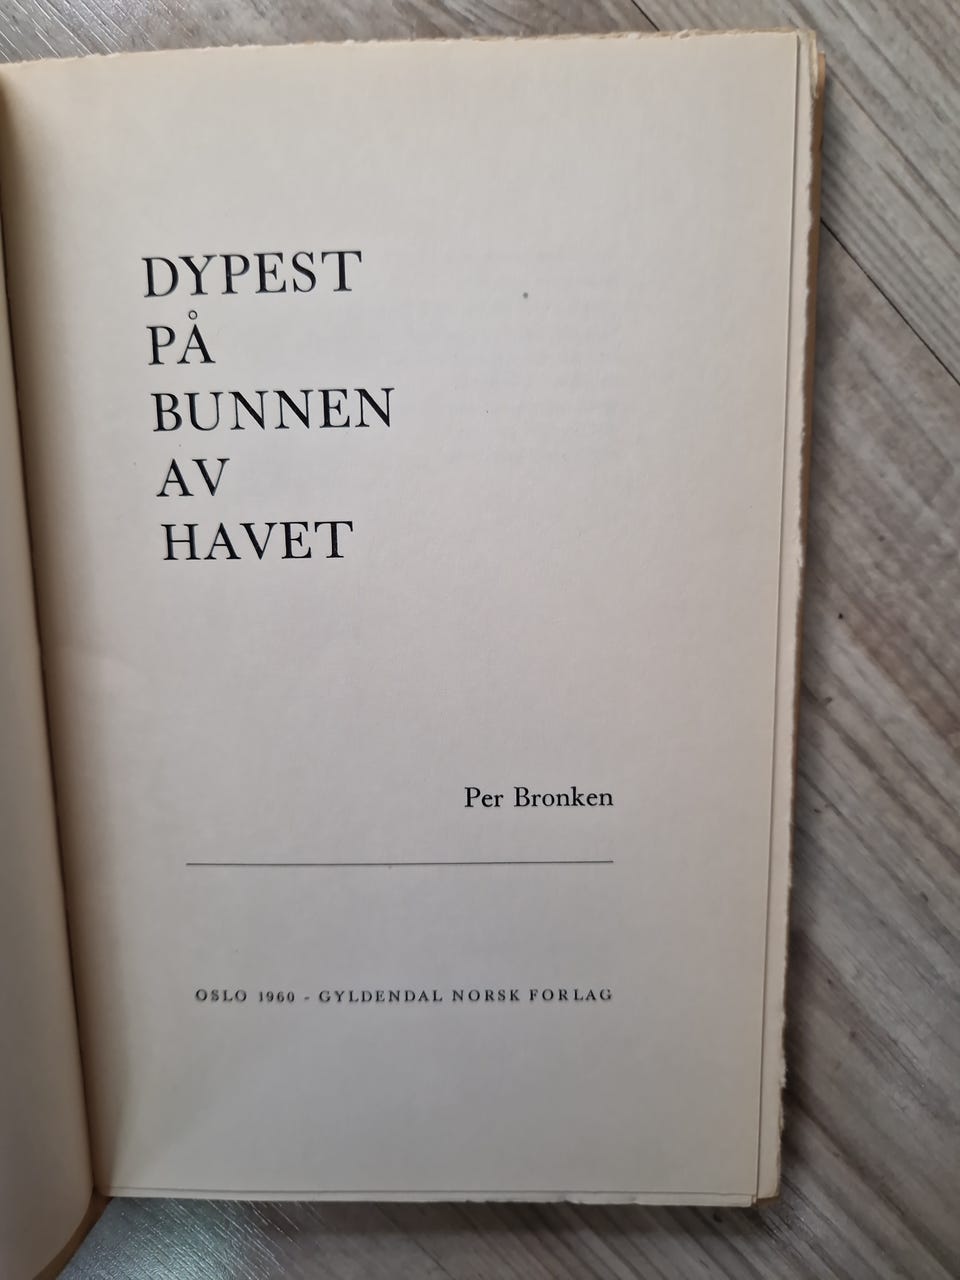 DYPEST
PÅ
BUNNEN
AV
HAVET
Per Bronken
OSLO 1960 - GYLDENDAL NORSK FORLAG